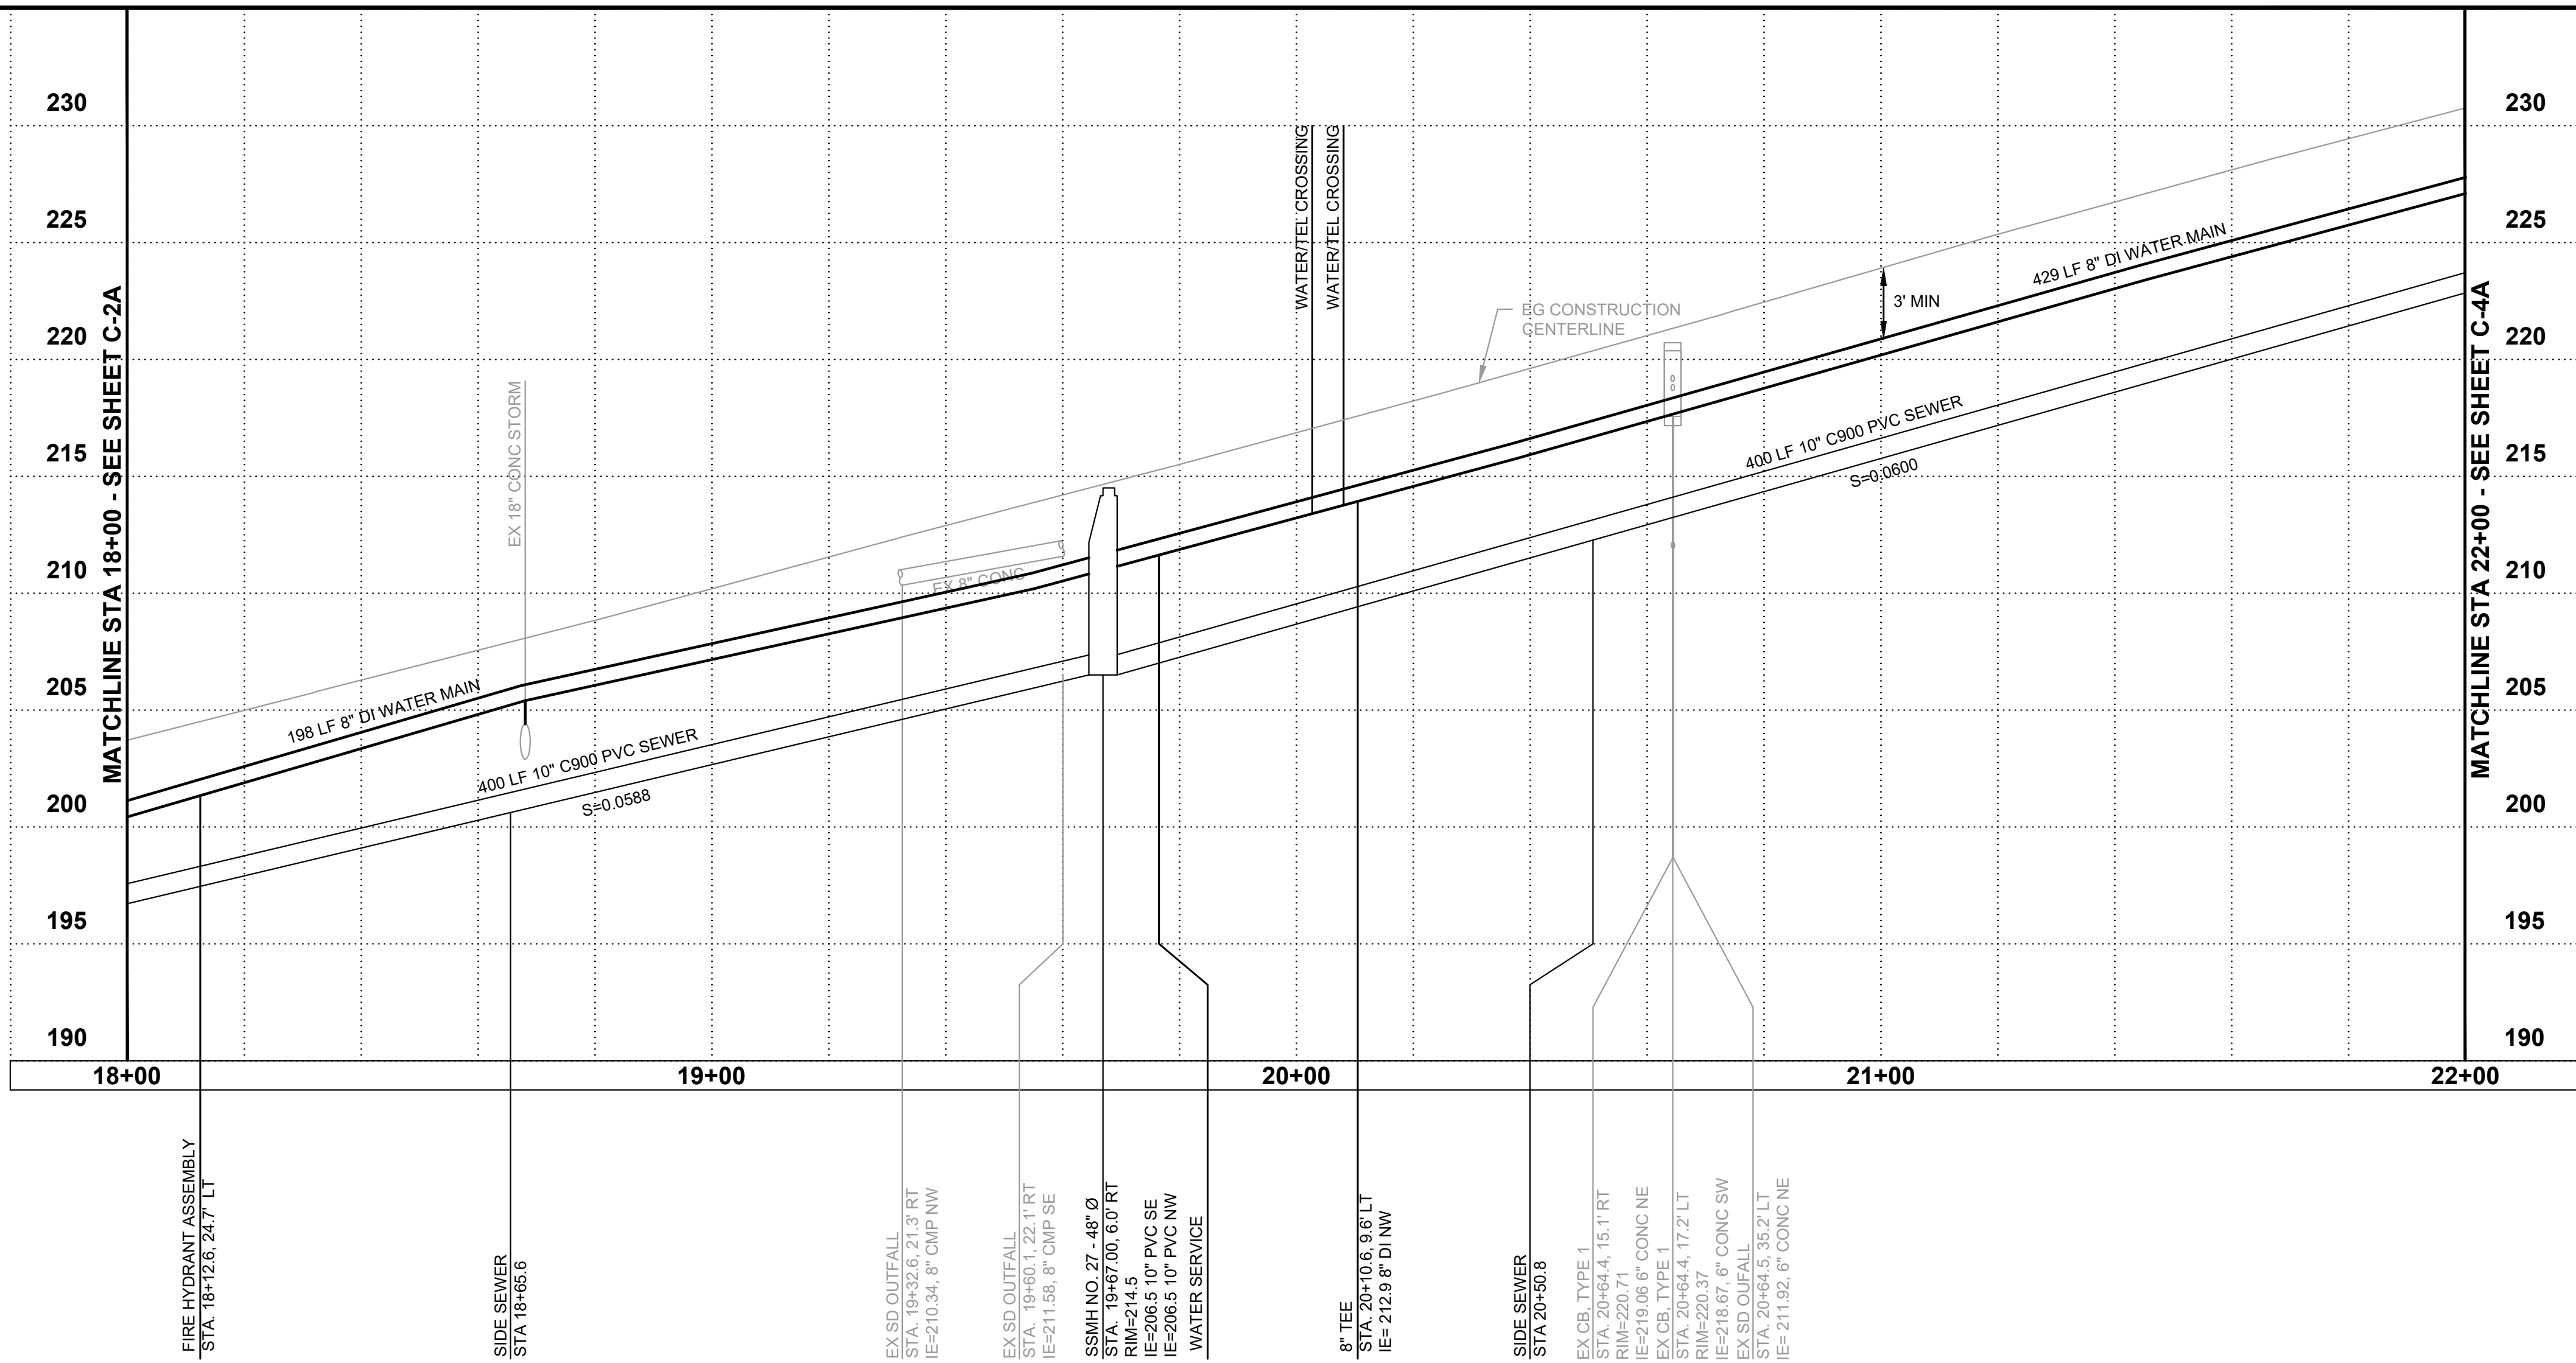 230
225
220
215
210
205
200
195
190
MATCHLINE STA 18+00 - SEE SHEET C-2A
EX 18" CONC STORM
198 LF 8" DI WATER MAIN
400 LF 10" C900 PVC SEWER
S=0.0588
EX 8" CONC
WATER/TEL CROSSING
WATER/TEL CROSSING
EG CONSTRUCTION
CENTERLINE
3' MIN
429 LF 8" DI WATER MAIN
400 LF 10" C900 PVC SEWER
S=0.0600
MATCHLINE STA 22+00 - SEE SHEET C-4A
230
225
220
215
210
205
200
195
190
18+00
19+00
20+00
21+00
22+00
FIRE HYDRANT ASSEMBLY
STA. 18+12.6, 24.7' LT
SIDE SEWER
STA 18+65.6
EX SD OUTFALL
STA. 19+32.6, 21.3' RT
IE=210.34, 8" CMP NW
EX SD OUTFALL
STA. 19+60.1, 22.1' RT
IE=211.58, 8" CMP SE
SSMH NO. 27 - 48" Ø
STA. 19+67.00, 6.0' RT
RIM=214.5
IE=206.5 10" PVC SE
IE=206.5 10" PVC NW
WATER SERVICE
8" TEE
STA. 20+10.6, 9.6' LT
IE= 212.9 8" DI NW
SIDE SEWER
STA 20+50.8
EX CB, TYPE 1
STA. 20+64.4, 15.1' RT
RIM=220.71
IE=219.06 6" CONC NE
EX CB, TYPE 1
STA. 20+64.4, 17.2' LT
RIM=220.37
IE=218.67, 6" CONC SW
EX SD OUFALL
STA. 20+64.5, 35.2' LT
IE= 211.92, 6" CONC NE